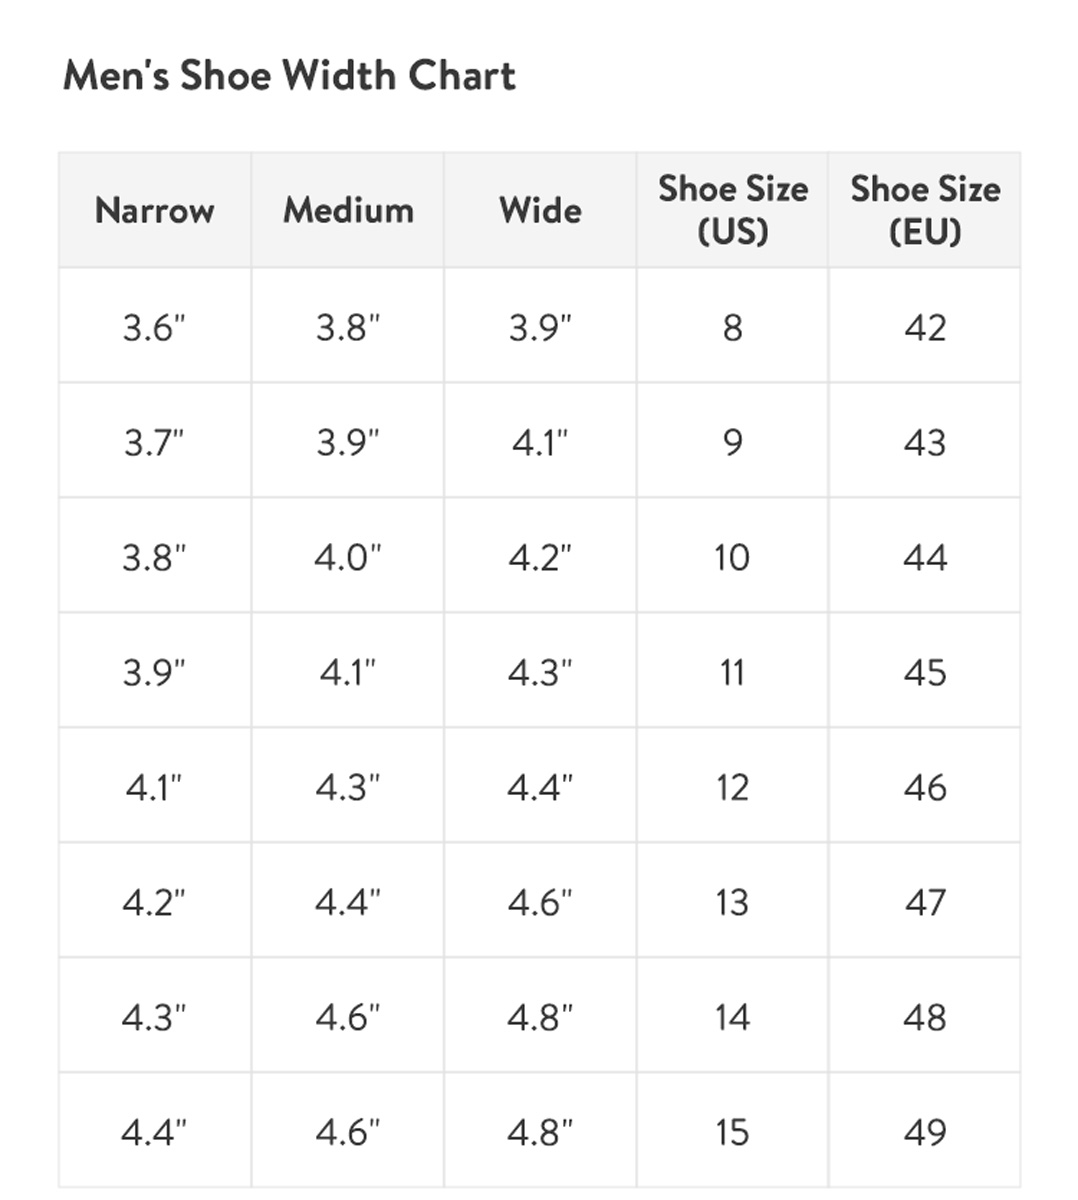 Men's Shoe Width Chart
Narrow Medium Wide Shoe Size (US) Shoe Size (EU)
3.6" 3.8" 3.9" 8 42
3.7" 3.9" 4.1" 9 43
3.8" 4.0" 4.2" 10 44
3.9" 4.1" 4.3" 11 45
4.1" 4.3" 4.4" 12 46
4.2" 4.4" 4.6" 13 47
4.3" 4.6" 4.8" 14 48
4.4" 4.6" 4.8" 15 49